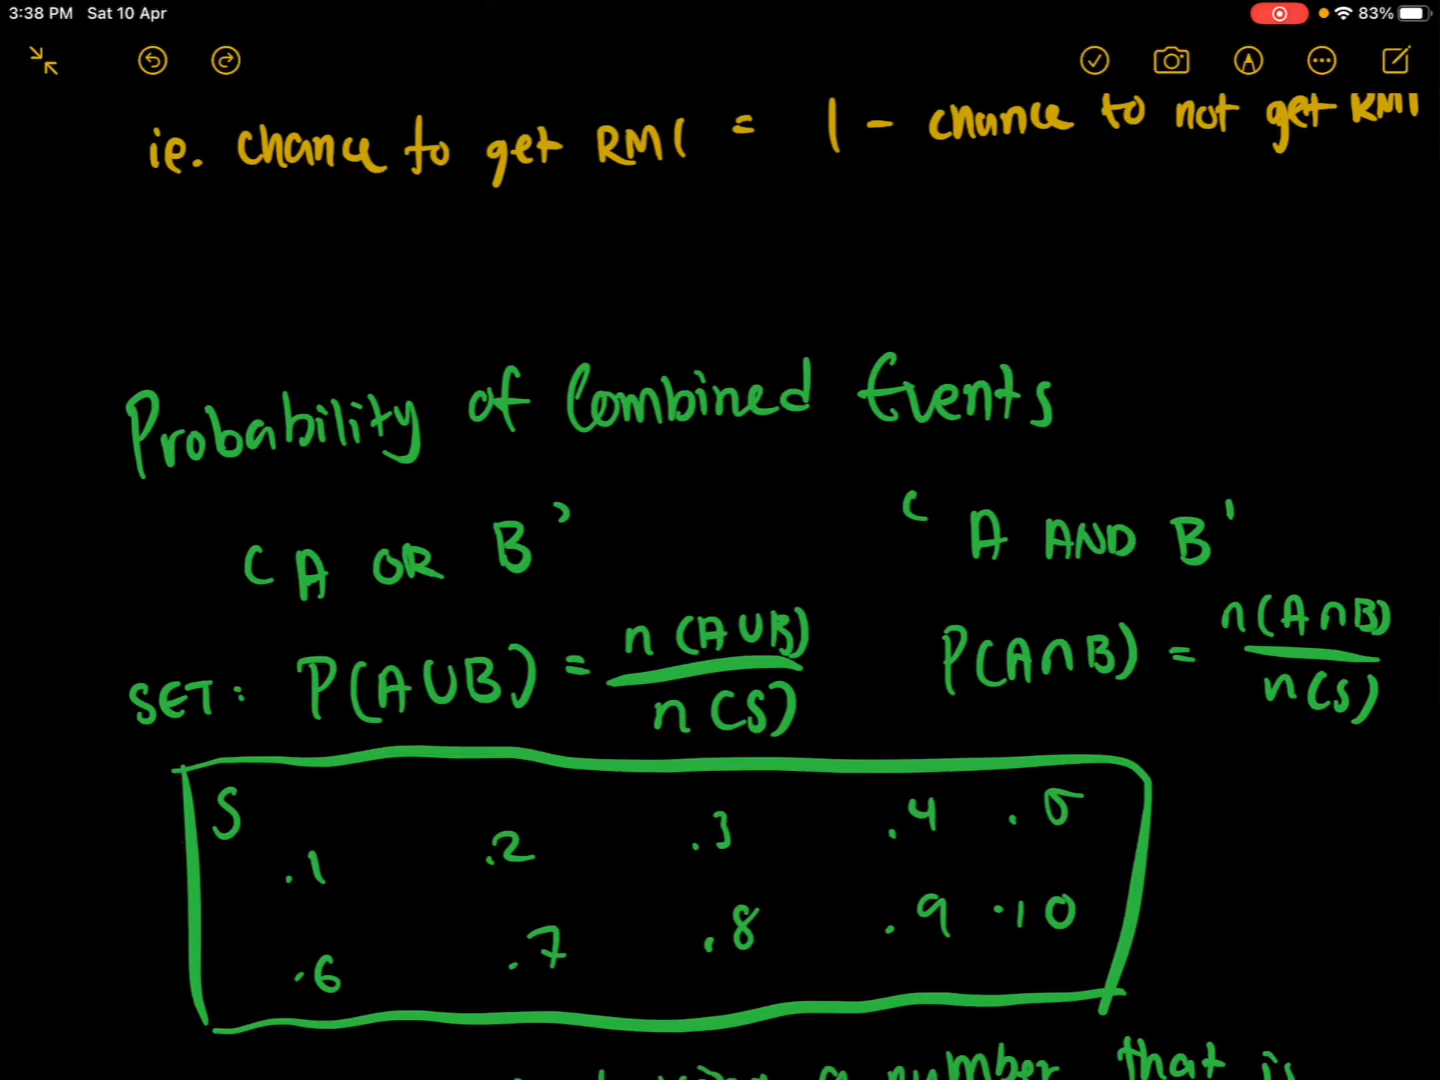 3:38 PM Sat 10 Apr 83%
ie. chance to get RM1 = 1 - chance to not get RM1
Probability of Combined Events
'A OR B' 'A AND B'
SET: P(A∪B) = n(A∪B) / n(S) P(A∩B) = n(A∩B) / n(S)
S
.1 .2 .3 .4 .5
.6 .7 .8 .9 .10
a number that is